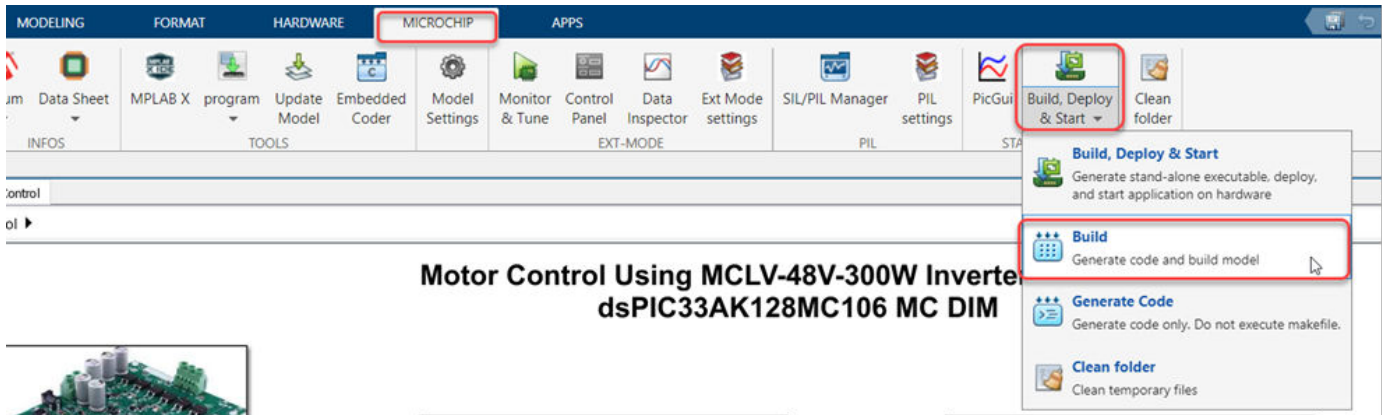 MODELING FORMAT HARDWARE MICROCHIP APPS
Data Sheet
MPLAB X
program
Update
Model
Embedded
Coder
Model
Settings
Monitor
& Tune
Control
Panel
Data
Inspector
Ext Mode
settings
SIL/PIL Manager
PIL
settings
PicGui
Build, Deploy
& Start
Clean
folder
INFOS TOOLS EXT-MODE PIL STA
Build, Deploy & Start
Generate stand-alone executable, deploy,
and start application on hardware
Build
Generate code and build model
Generate Code
Generate code only. Do not execute makefile.
Clean folder
Clean temporary files
Control
ol
Motor Control Using MCLV-48V-300W Inverte
dsPIC33AK128MC106 MC DIM